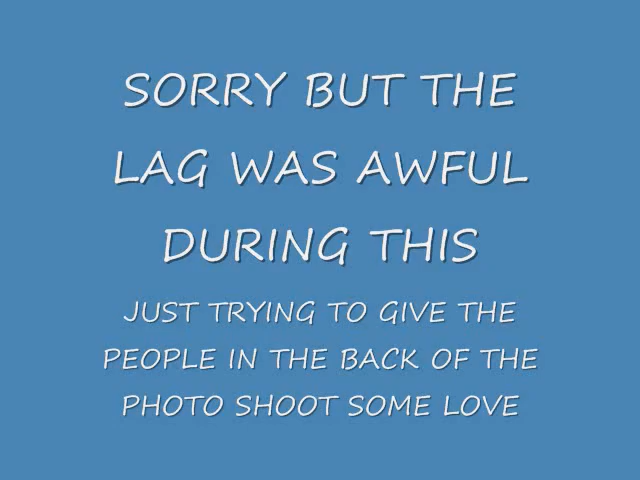 SORRY BUT THE
LAG WAS AWFUL
DURING THIS
JUST TRYING TO GIVE THE
PEOPLE IN THE BACK OF THE
PHOTO SHOOT SOME LOVE